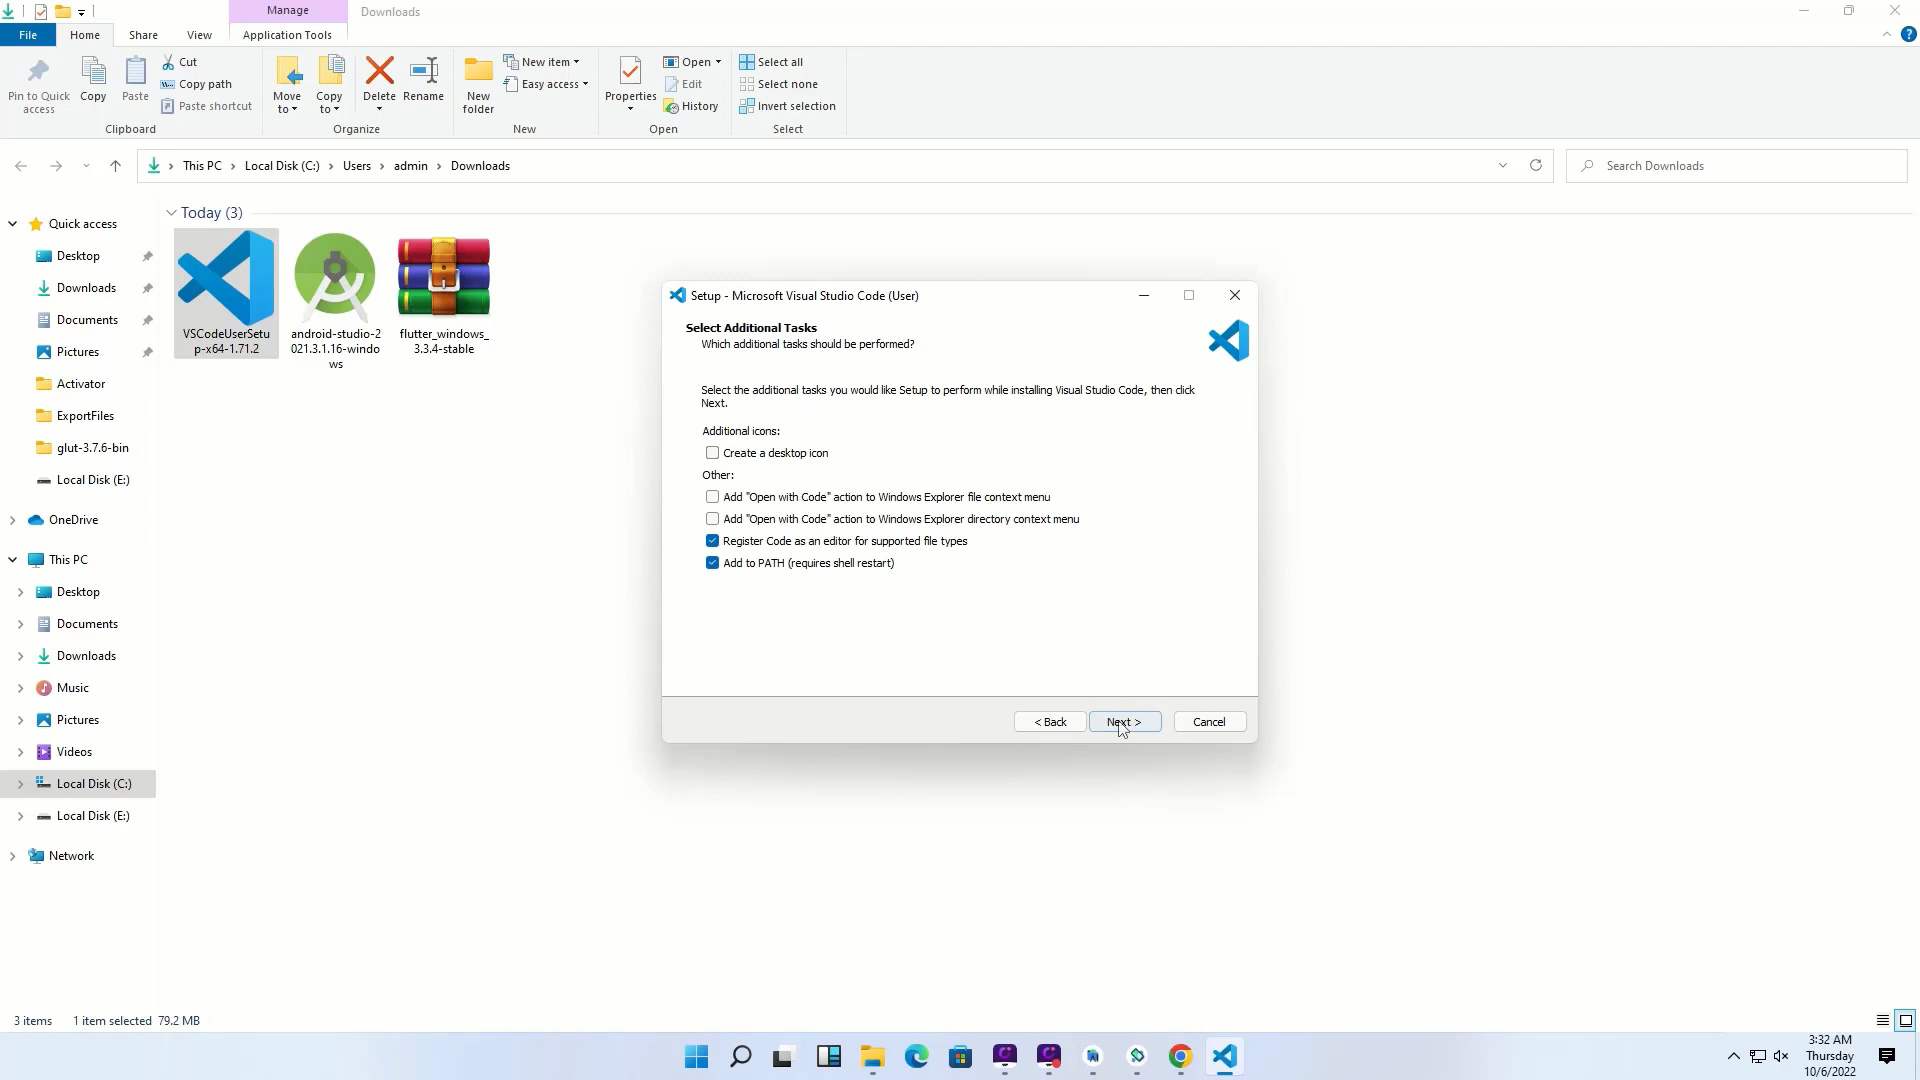 Manage
Downloads
File
Home
Share
View
Application Tools
Pin to Quick
access
Copy
Paste
Cut
Copy path
Paste shortcut
Clipboard
Move
to
Copy
to
Delete
Rename
Organize
New
folder
New item
Easy access
New
Properties
Open
Edit
History
Open
Select all
Select none
Invert selection
Select
This PC
Local Disk (C:)
Users
admin
Downloads
Search Downloads
Quick access
Desktop
Downloads
Documents
Pictures
Activator
ExportFiles
glut-3.7.6-bin
Local Disk (E:)
OneDrive
This PC
Desktop
Documents
Downloads
Music
Pictures
Videos
Local Disk (C:)
Local Disk (E:)
Network
Today (3)
VSCodeUserSetu
p-x64-1.71.2
android-studio-2
021.3.1.16-windo
ws
flutter_windows_
3.3.4-stable
Setup - Microsoft Visual Studio Code (User)
Select Additional Tasks
Which additional tasks should be performed?
Select the additional tasks you would like Setup to perform while installing Visual Studio Code, then click
Next.
Additional icons:
Create a desktop icon
Other:
Add "Open with Code" action to Windows Explorer file context menu
Add "Open with Code" action to Windows Explorer directory context menu
Register Code as an editor for supported file types
Add to PATH (requires shell restart)
< Back
Next >
Cancel
3 items
1 item selected 79.2 MB
3:32 AM
Thursday
10/6/2022